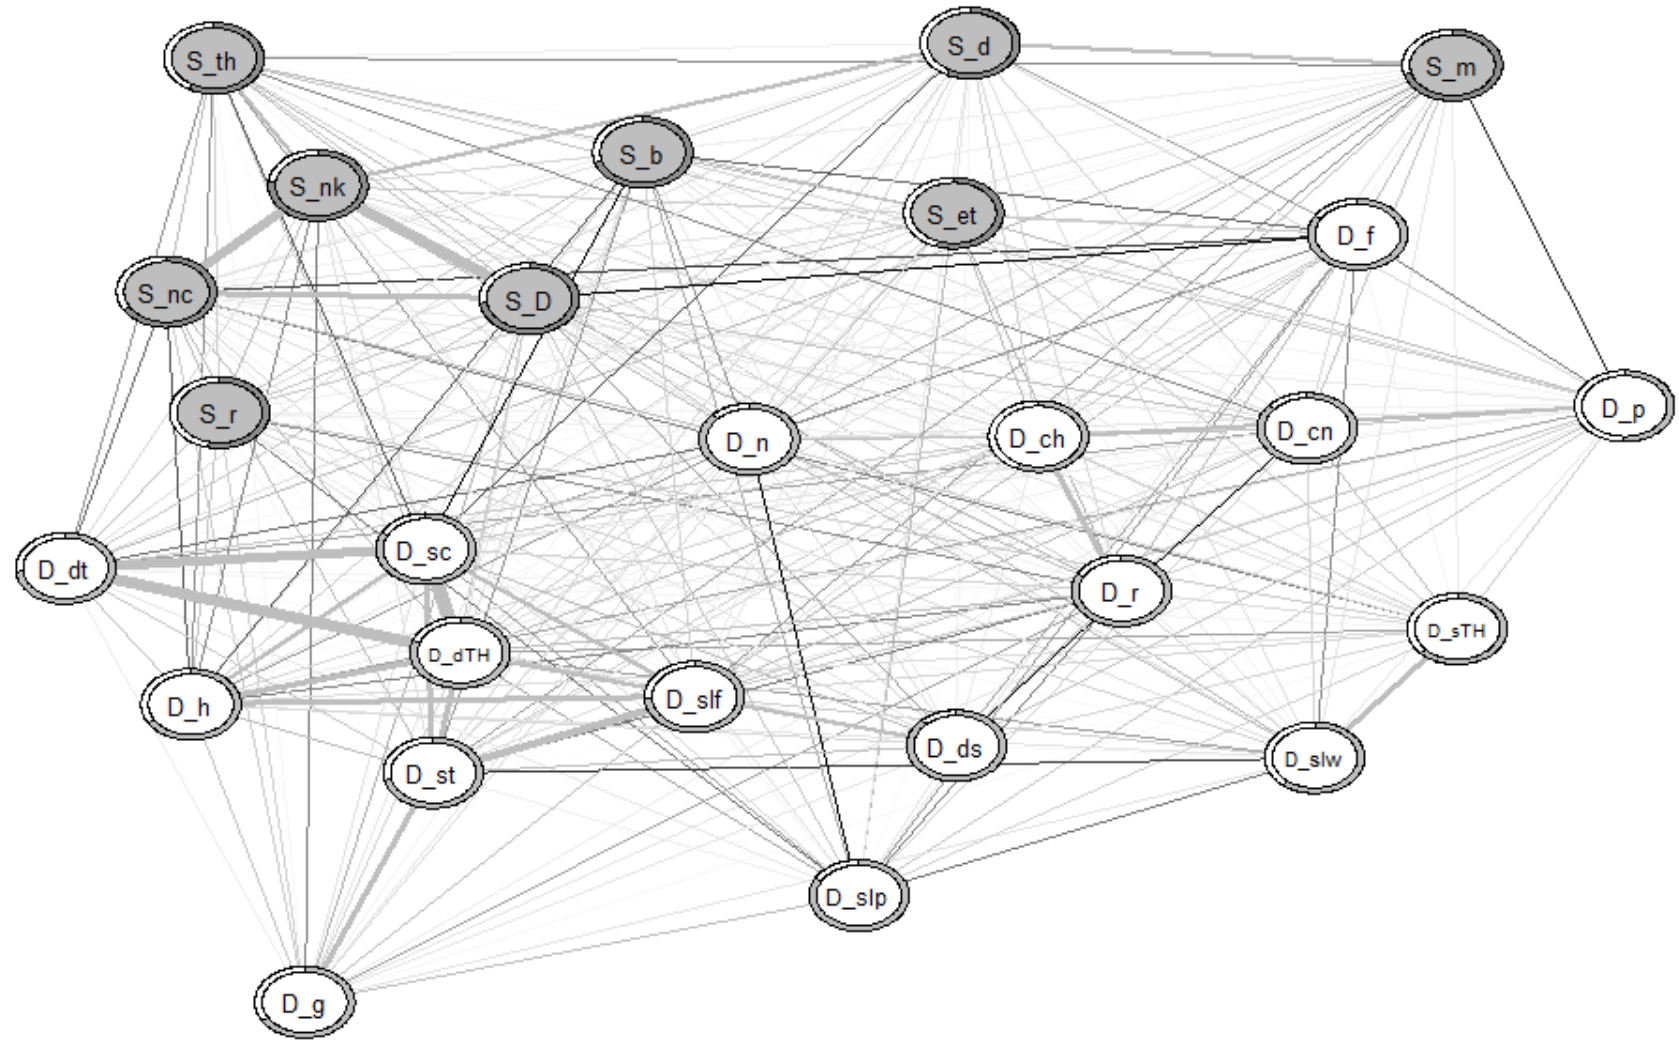 S_th
S_d
S_m
S_b
S_nk
S_et
D_f
S_nc
S_D
S_r
D_n
D_ch
D_cn
D_p
D_sc
D_dt
D_r
D_sTH
D_dTH
D_h
D_slf
D_ds
D_slw
D_st
D_slp
D_g